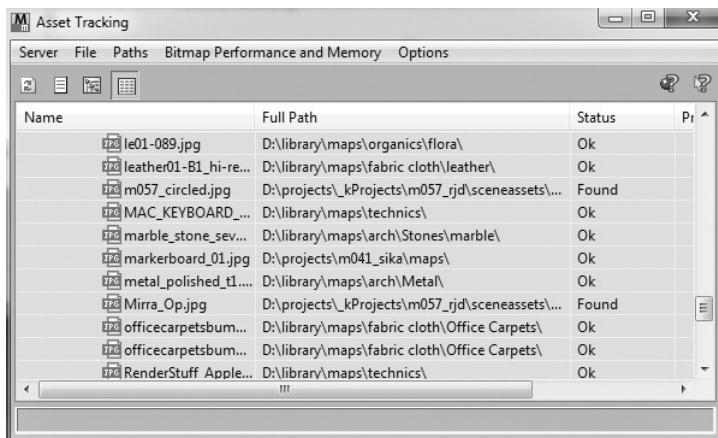 Asset Tracking
Server File Paths Bitmap Performance and Memory Options
Name Full Path Status Pr
le01-089.jpg D:\library\maps\organics\flora\ Ok
leather01-B1_hi-re... D:\library\maps\fabric cloth\leather\ Ok
m057_circled.jpg D:\projects\_kProjects\m057_rjd\sceneassets\... Found
MAC_KEYBOARD_... D:\library\maps\technics\ Ok
marble_stone_sev... D:\library\maps\arch\Stones\marble\ Ok
markerboard_01.jpg D:\projects\m041_sika\maps\ Ok
metal_polished_t1.... D:\library\maps\arch\Metal\ Ok
Mirra_Op.jpg D:\projects\_kProjects\m057_rjd\sceneassets\... Found
officecarpetsbum... D:\library\maps\fabric cloth\Office Carpets\ Ok
officecarpetsbum... D:\library\maps\fabric cloth\Office Carpets\ Ok
RenderStuff_Apple... D:\library\maps\technics\ Ok